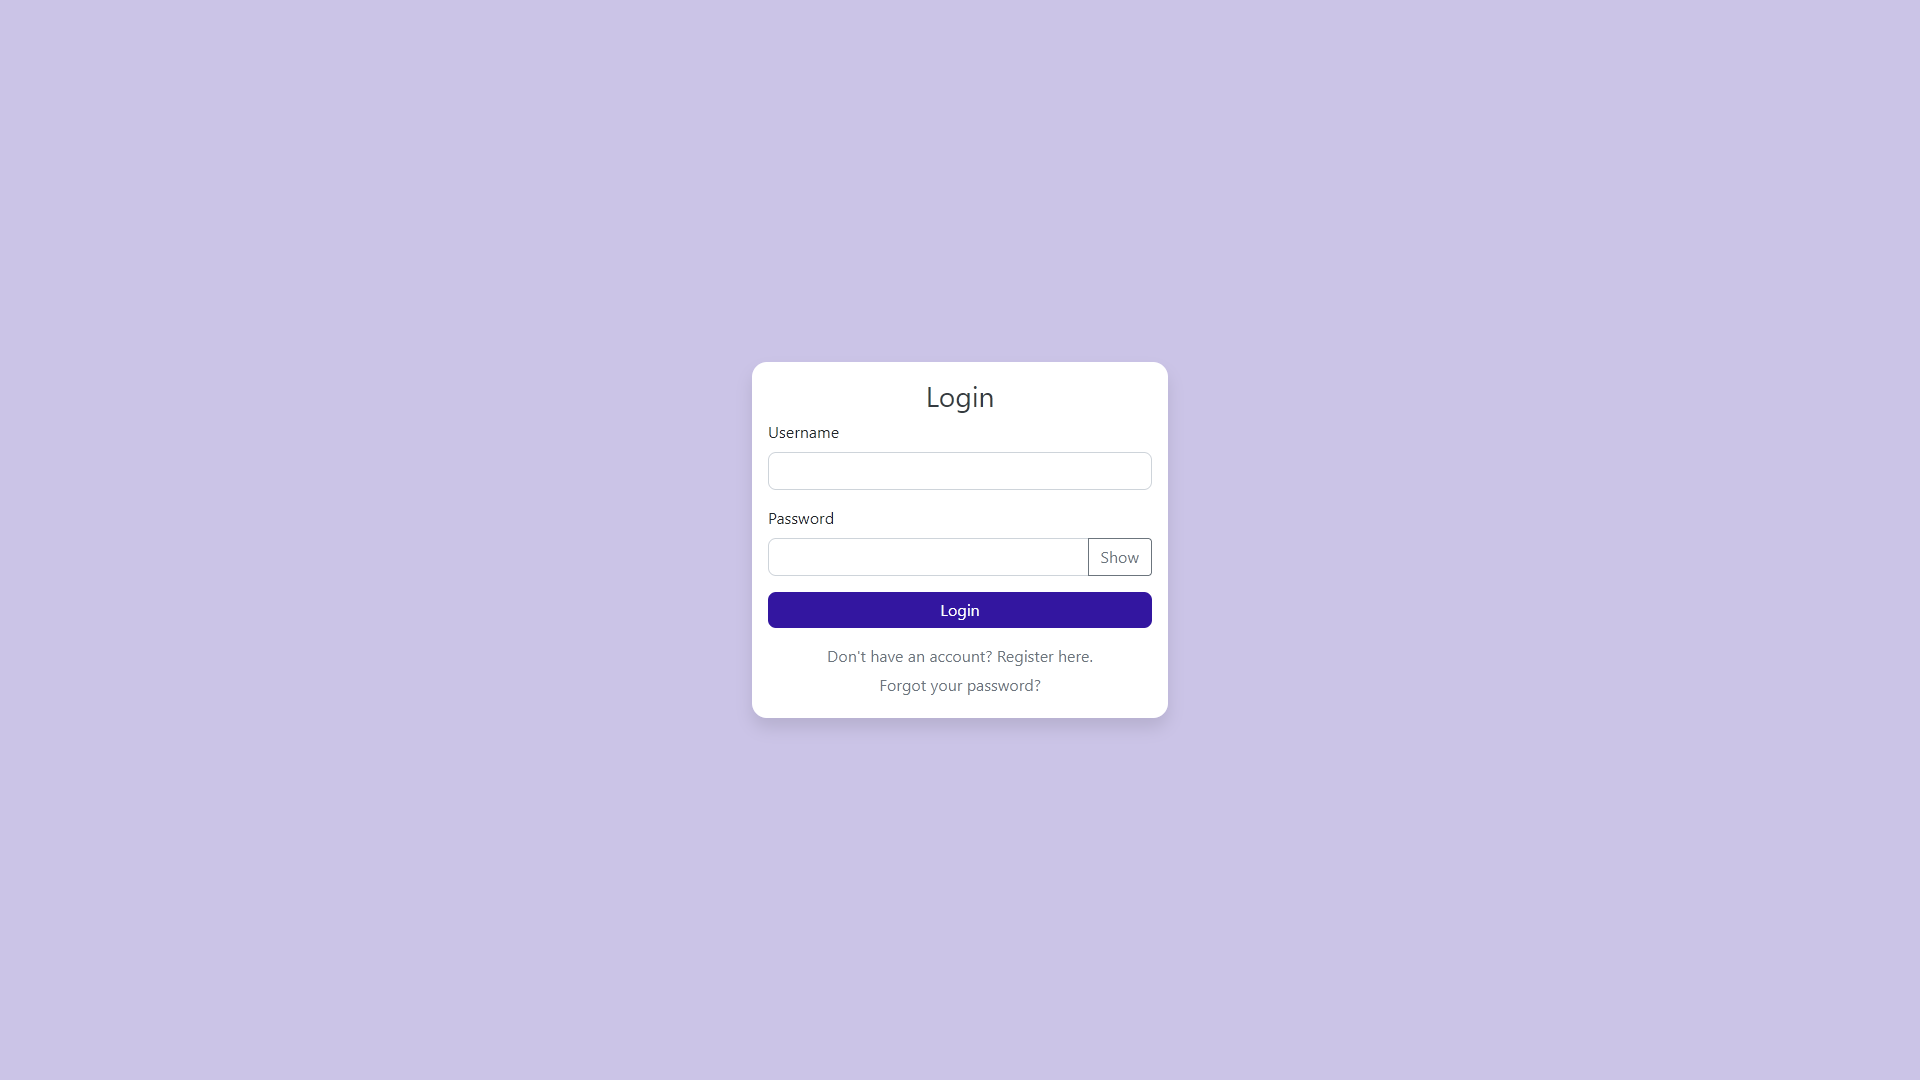 Login
Username
Password
Show
Login
Don't have an account? Register here.
Forgot your password?